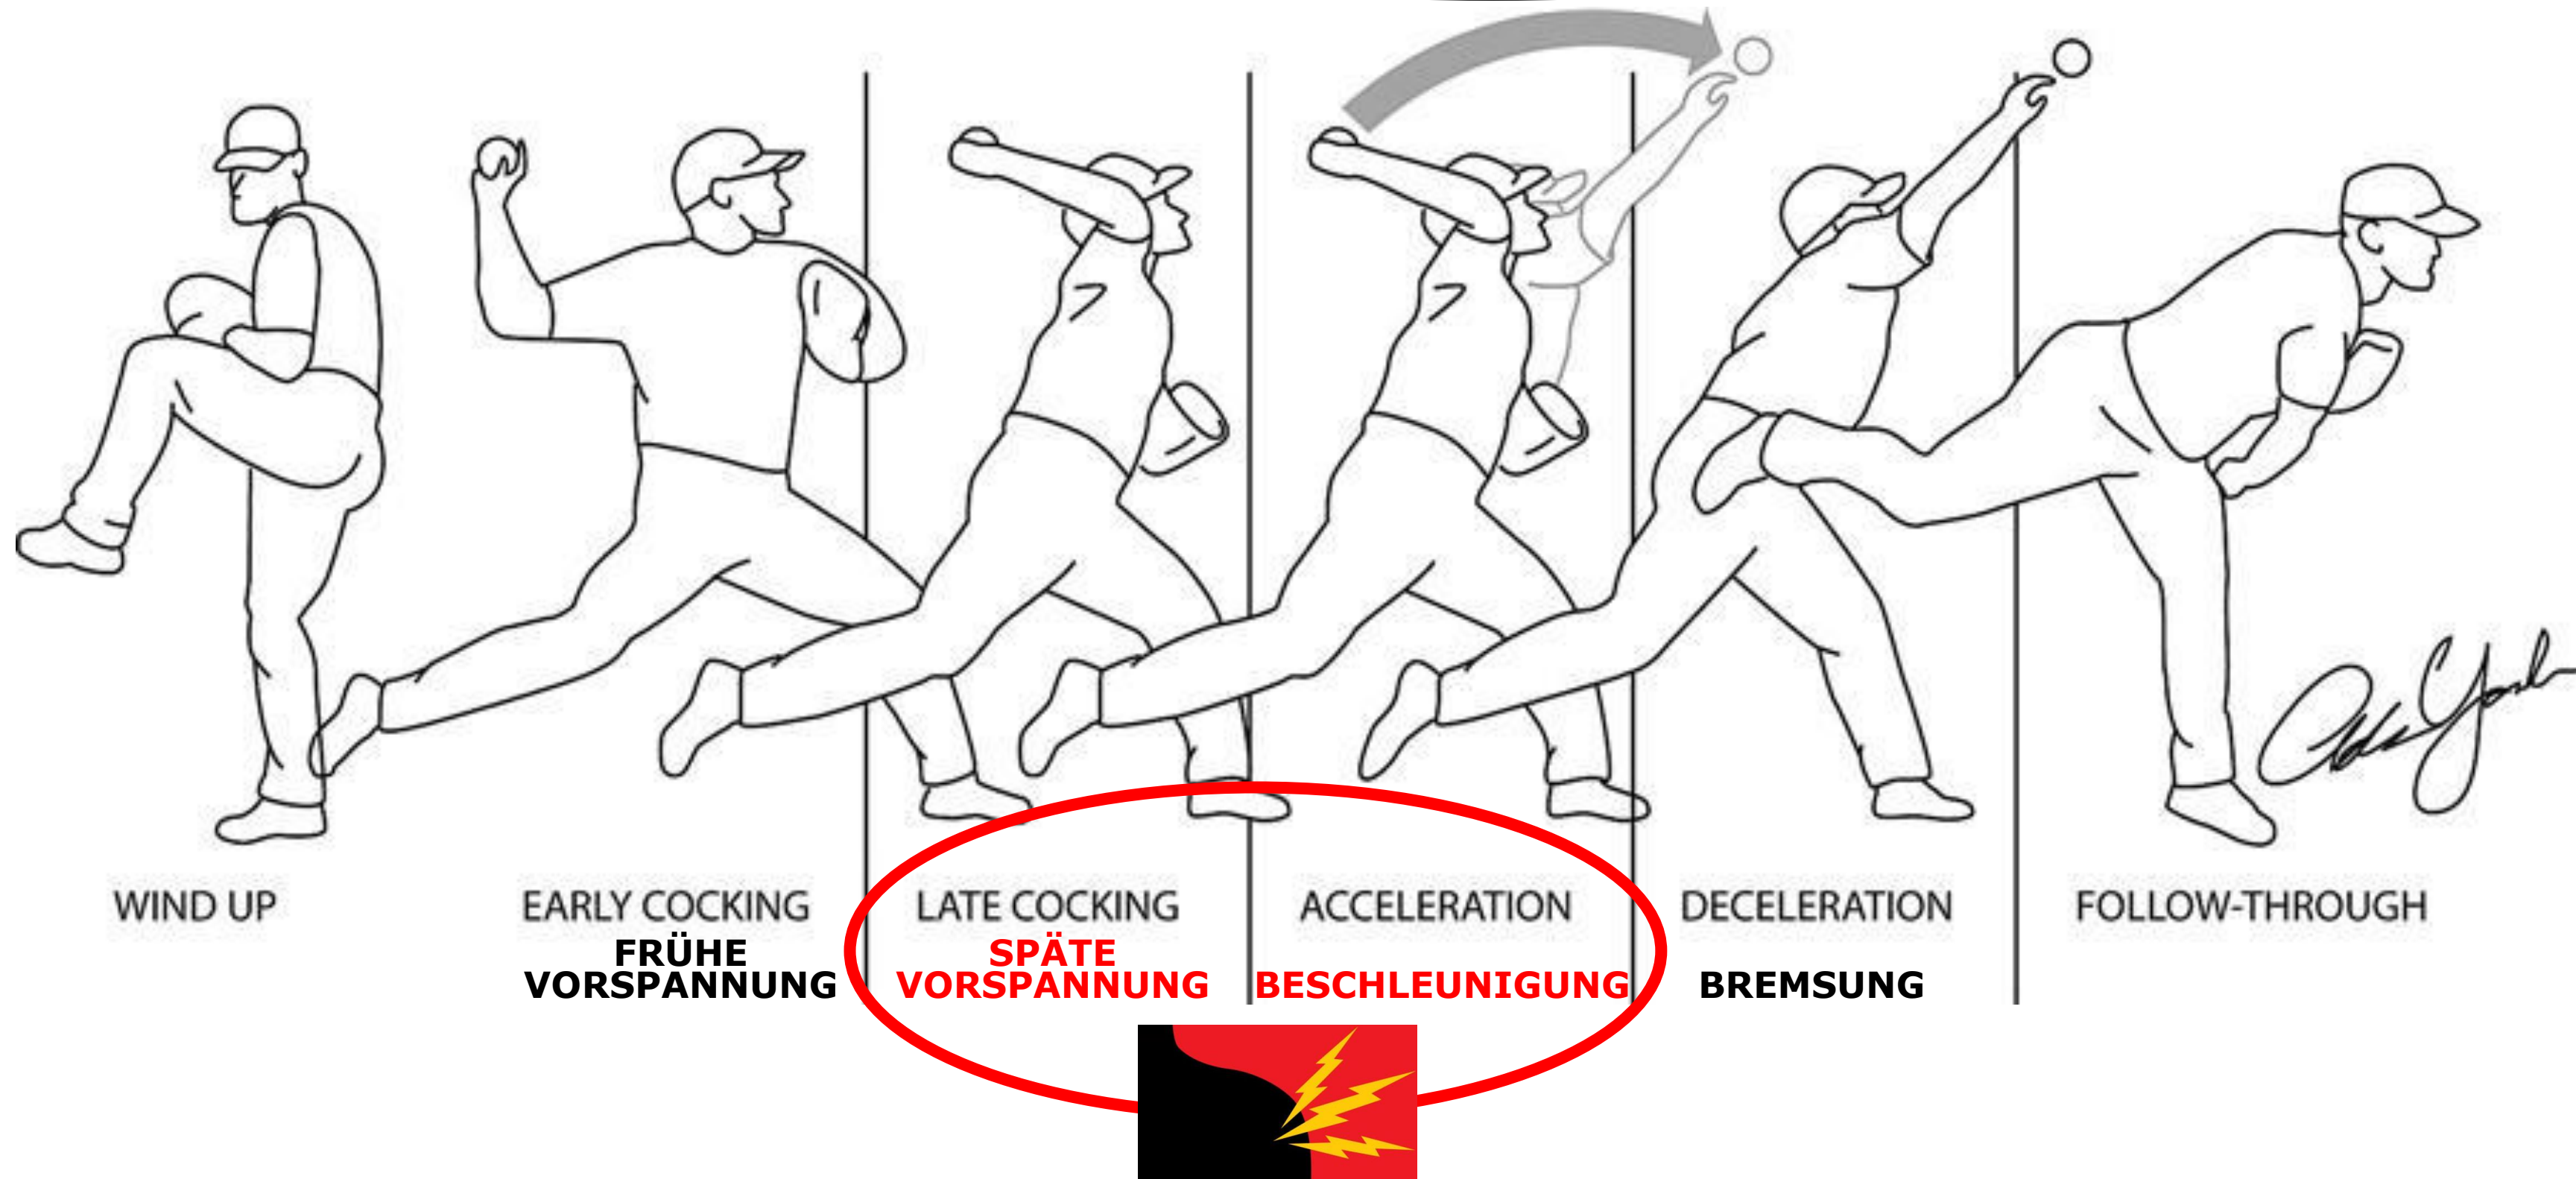 WIND UP
EARLY COCKING
FRÜHE
VORSPANNUNG
LATE COCKING
SPÄTE
VORSPANNUNG
ACCELERATION
BESCHLEUNIGUNG
DECELERATION
BREMSUNG
FOLLOW-THROUGH